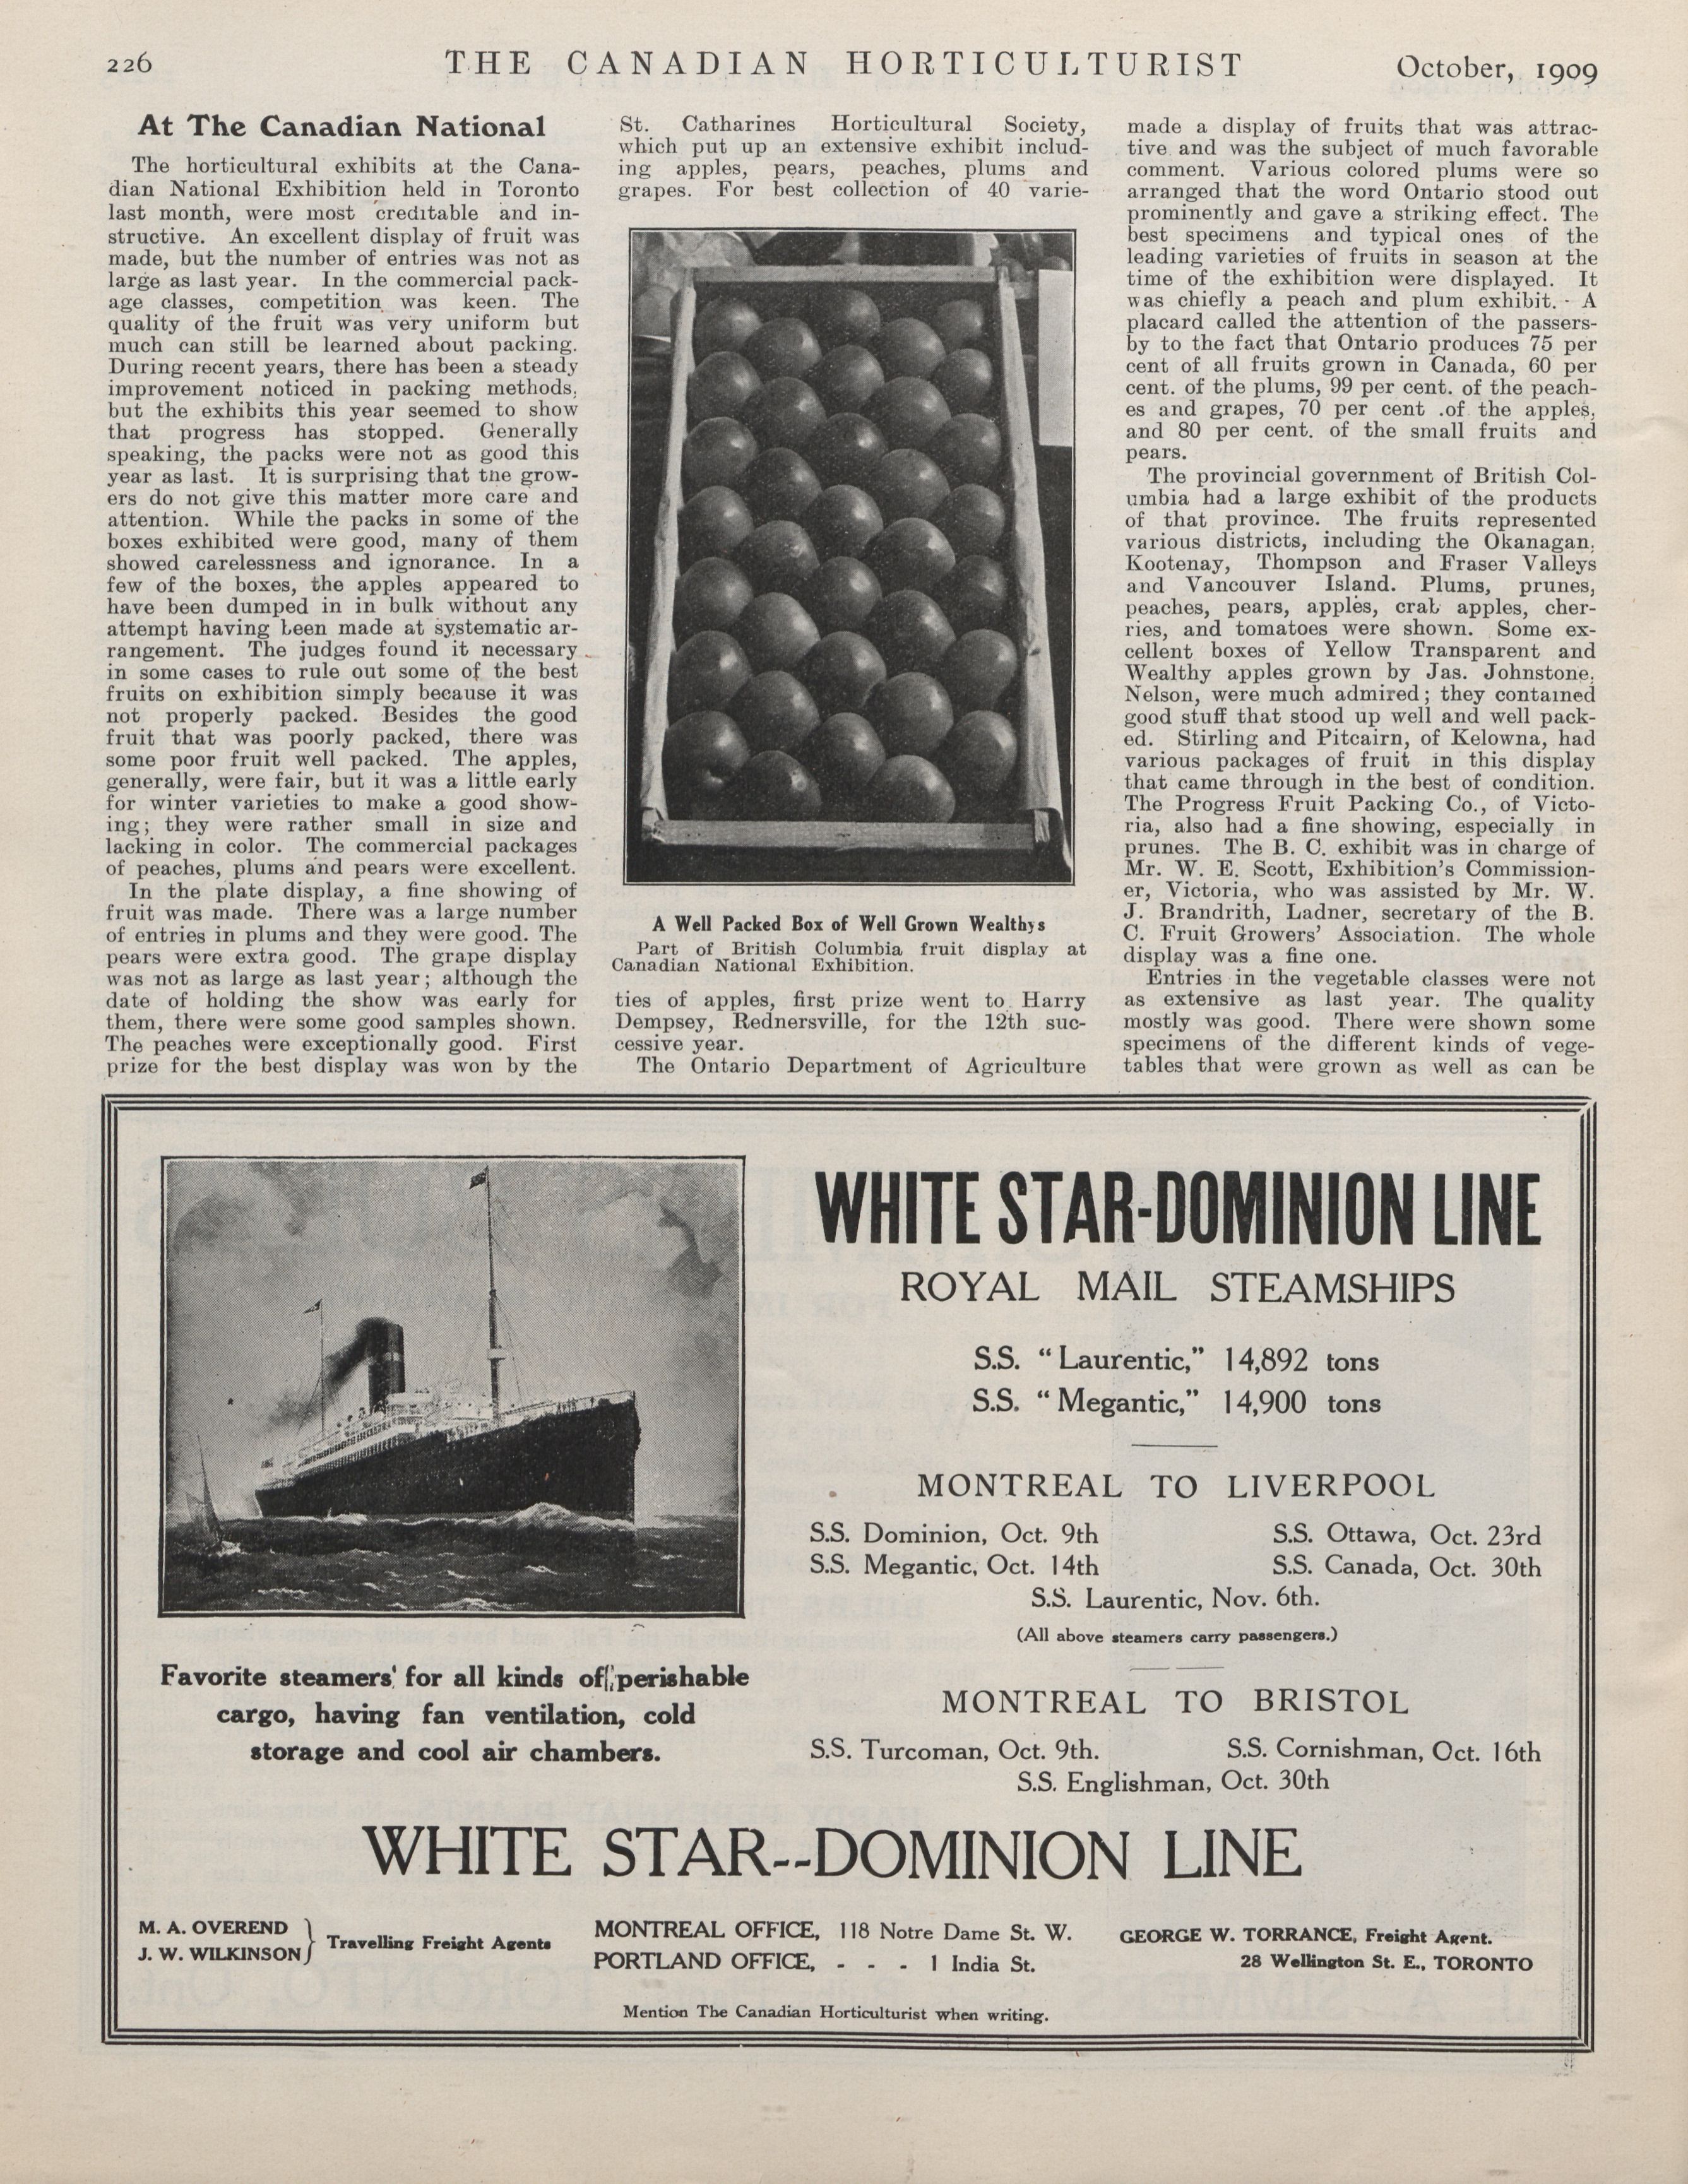 226
THE CANADIAN HORTICULTURIST
October, 1909
At The Canadian National
The horticultural exhibits at the Cana-
dian National Exhibition held in Toronto
last month, were most creditable and in-
structive. An excellent display of fruit was
made, but the number of entries was not as
large as last year. In the commercial pack-
age classes, competition was keen. The
quality of the fruit was very uniform but
much can still be learned about packing.
During recent years, there has been a steady
improvement noticed in packing methods,
but the exhibits this year seemed to show
that progress has stopped. Generally
speaking, the packs were not as good this
year as last. It is surprising that the grow-
ers do not give this matter more care and
attention. While the packs in some of the
boxes exhibited were good, many of them
showed carelessness and ignorance. In a
few of the boxes, the apples appeared to
have been dumped in in bulk without any
attempt having been made at systematic ar-
rangement. The judges found it necessary
in some cases to rule out some of the best
fruits on exhibition simply because it was
not properly packed. Besides the good
fruit that was poorly packed, there was
some poor fruit well packed. The apples,
generally, were fair, but it was a little early
for winter varieties to make a good show-
ing; they were rather small in size and
lacking in color. The commercial packages
of peaches, plums and pears were excellent.
In the plate display, a fine showing of
fruit was made. There was a large number
of entries in plums and they were good. The
pears were extra good. The grape display
was not as large as last year; although the
date of holding the show was early for
them, there were some good samples shown.
The peaches were exceptionally good. First
prize for the best display was won by the
St. Catharines Horticultural Society,
which put up an extensive exhibit includ-
ing apples, pears, peaches, plums and
grapes. For best collection of 40 varie-
A Well Packed Box of Well Grown Wealthys
Part of British Columbia fruit display at
Canadian National Exhibition.
ties of apples, first prize went to Harry
Dempsey, Rednersville, for the 12th suc-
cessive year.
The Ontario Department of Agriculture
made a display of fruits that was attrac-
tive and was the subject of much favorable
comment. Various colored plums were so
arranged that the word Ontario stood out
prominently and gave a striking effect. The
best specimens and typical ones of the
leading varieties of fruits in season at the
time of the exhibition were displayed. It
was chiefly a peach and plum exhibit. A
placard called the attention of the passers-
by to the fact that Ontario produces 75 per
cent of all fruits grown in Canada, 60 per
cent. of the plums, 99 per cent. of the peach-
es and grapes, 70 per cent .of the apples,
and 80 per cent. of the small fruits and
pears.
The provincial government of British Col-
umbia had a large exhibit of the products
of that province. The fruits represented
various districts, including the Okanagan,
Kootenay, Thompson and Fraser Valleys
and Vancouver Island. Plums, prunes,
peaches, pears, apples, crab apples, cher-
ries, and tomatoes were shown. Some ex-
cellent boxes of Yellow Transparent and
Wealthy apples grown by Jas. Johnstone,
Nelson, were much admired; they contained
good stuff that stood up well and well pack-
ed. Stirling and Pitcairn, of Kelowna, had
various packages of fruit in this display
that came through in the best of condition.
The Progress Fruit Packing Co., of Victo-
ria, also had a fine showing, especially in
prunes. The B. C. exhibit was in charge of
Mr. W. E. Scott, Exhibition's Commission-
er, Victoria, who was assisted by Mr. W.
J. Brandrith, Ladner, secretary of the B.
C. Fruit Growers' Association. The whole
display was a fine one.
Entries in the vegetable classes were not
as extensive as last year. The quality
mostly was good. There were shown some
specimens of the different kinds of vege-
tables that were grown as well as can be
WHITE STAR-DOMINION LINE
ROYAL MAIL STEAMSHIPS
S.S. "Laurentic," 14,892 tons
S.S. "Megantic," 14,900 tons
MONTREAL TO LIVERPOOL
S.S. Dominion, Oct. 9th
S.S. Ottawa, Oct. 23rd
S.S. Megantic, Oct. 14th
S.S. Canada, Oct. 30th
S.S. Laurentic, Nov. 6th.
(All above steamers carry passengers.)
MONTREAL TO BRISTOL
S.S. Turcoman, Oct. 9th.
S.S. Cornishman, Oct. 16th
S.S. Englishman, Oct. 30th
Favorite steamers for all kinds of perishable
cargo, having fan ventilation, cold
storage and cool air chambers.
WHITE STAR--DOMINION LINE
M. A. OVEREND
J. W. WILKINSON
Travelling Freight Agents
MONTREAL OFFICE, 118 Notre Dame St. W.
PORTLAND OFFICE, - - - 1 India St.
GEORGE W. TORRANCE, Freight Agent.
28 Wellington St. E., TORONTO
Mention The Canadian Horticulturist when writing.